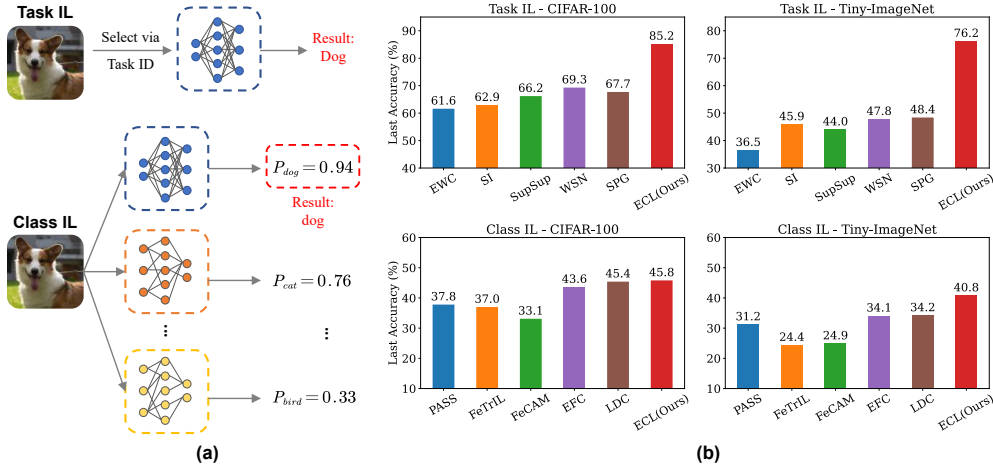 Task IL
Select via
Task ID
Result:
Dog
Class IL
P_dog = 0.94
Result:
dog
P_cat = 0.76
...
...
P_bird = 0.33
(a)
Task IL - CIFAR-100
Last Accuracy (%)
80
70
60
50
40
30
61.6
62.9
66.2
69.3
67.7
85.2
EWC
SI
SupSup
WSN
SPG
ECL(Ours)
Task IL - Tiny-ImageNet
80
70
60
50
40
30
36.5
45.9
44.0
47.8
48.4
76.2
EWC
SI
SupSup
WSN
SPG
ECL(Ours)
Class IL - CIFAR-100
Last Accuracy (%)
60
50
40
30
20
10
37.8
37.0
33.1
43.6
45.4
45.8
PASS
FeTrIL
FeCAM
EFC
LDC
ECL(Ours)
Class IL - Tiny-ImageNet
60
50
40
30
20
10
31.2
24.4
24.9
34.1
34.2
40.8
PASS
FeTrIL
FeCAM
EFC
LDC
ECL(Ours)
(b)